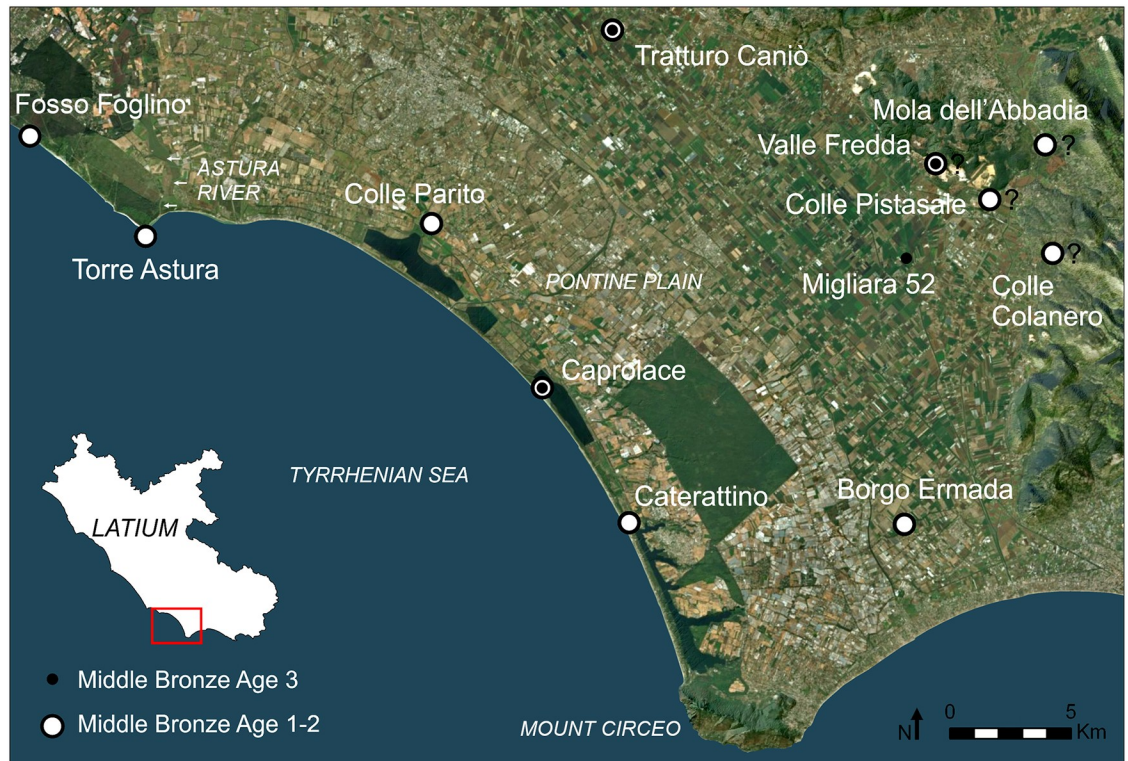 Tratturo Caniò
Fosso Foglino
Mola dell'Abbadia
?
Valle Fredda
?
ASTURA
RIVER
Colle Parito
Colle Pistasale
?
Torre Astura
?
PONTINE PLAIN
Migliara 52
Colle
Colanero
Caprolace
TYRRHENIAN SEA
Caterattino
Borgo Ermada
LATIUM
Middle Bronze Age 3
Middle Bronze Age 1-2
MOUNT CIRCEO
N
0
5
Km